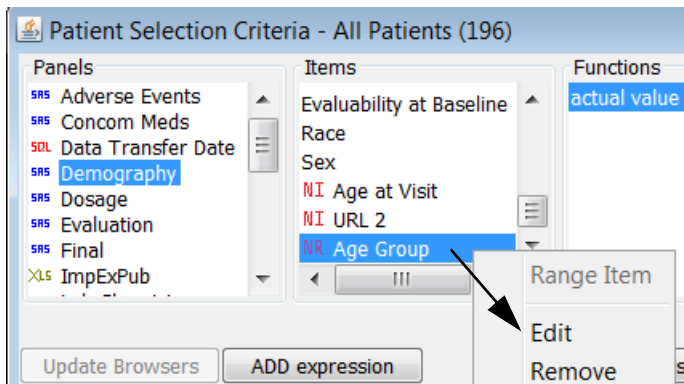 Patient Selection Criteria - All Patients (196)
Panels
SAS Adverse Events
SAS Concom Meds
SQL Data Transfer Date
SAS Demography
SAS Dosage
SAS Evaluation
SAS Final
XLS ImpExPub
Items
Evaluability at Baseline
Race
Sex
NI Age at Visit
NI URL 2
NR Age Group
Functions
actual value
Range Item
Edit
Remove
Update Browsers
ADD expression